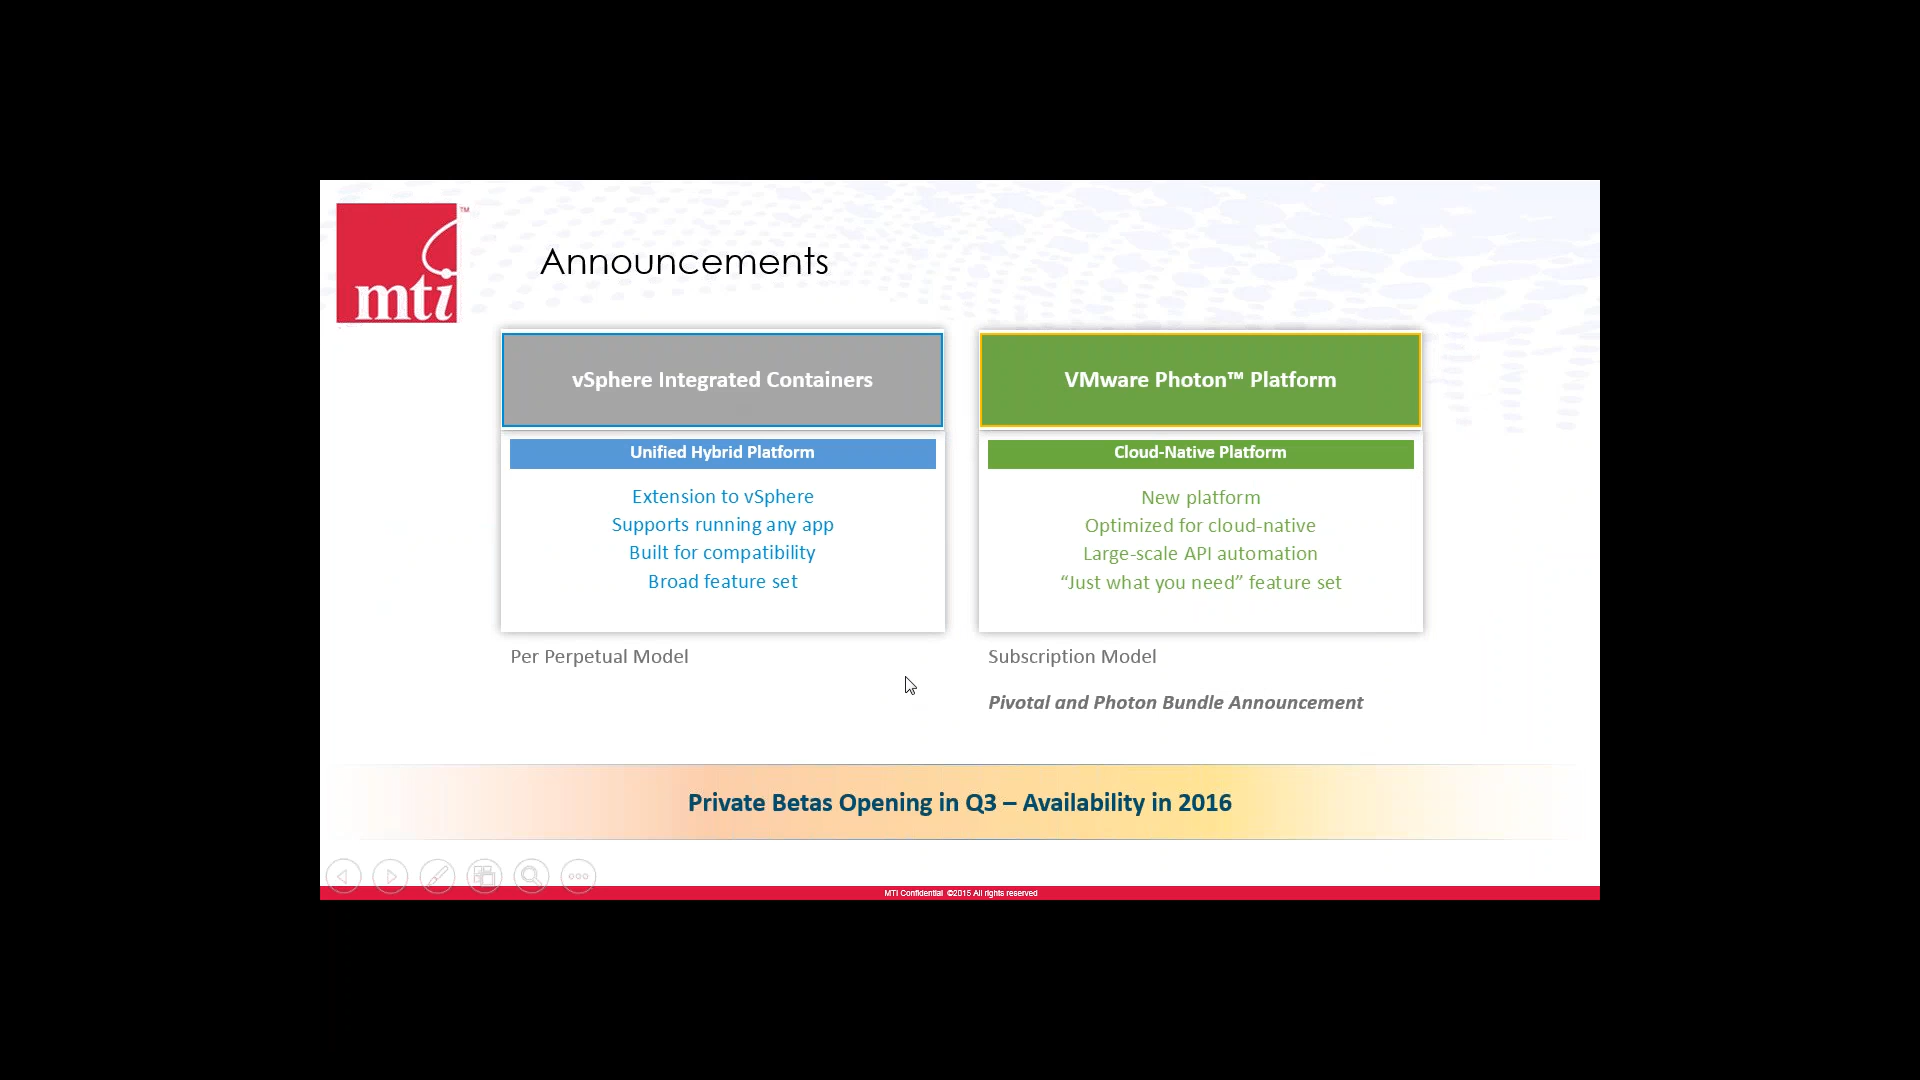 mti
TM
Announcements
vSphere Integrated Containers
Unified Hybrid Platform
Extension to vSphere
Supports running any app
Built for compatibility
Broad feature set
Per Perpetual Model
VMware Photon™ Platform
Cloud-Native Platform
New platform
Optimized for cloud-native
Large-scale API automation
“Just what you need” feature set
Subscription Model
Pivotal and Photon Bundle Announcement
Private Betas Opening in Q3 – Availability in 2016
MTI Confidential ©2015 All rights reserved